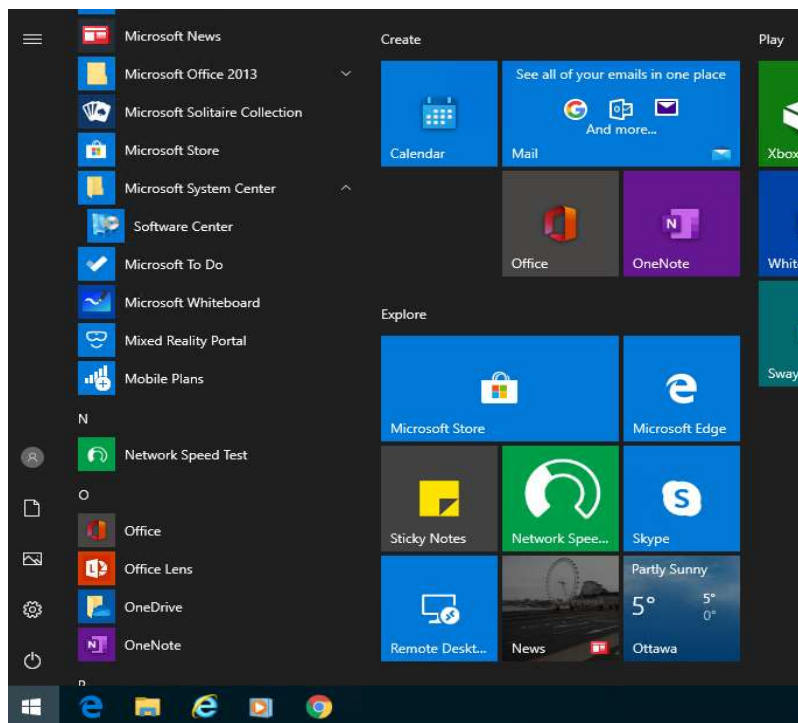 Microsoft News
Microsoft Office 2013
Microsoft Solitaire Collection
Microsoft Store
Microsoft System Center
Software Center
Microsoft To Do
Microsoft Whiteboard
Mixed Reality Portal
Mobile Plans
N
Network Speed Test
O
Office
Office Lens
OneDrive
OneNote
Create
See all of your emails in one place
And more...
Calendar
Mail
Office
OneNote
Explore
Microsoft Store
Microsoft Edge
Sticky Notes
Network Spee...
Skype
Remote Deskt...
News
Partly Sunny
5°
5°
0°
Ottawa
Play
Xbox
Whit
Sway